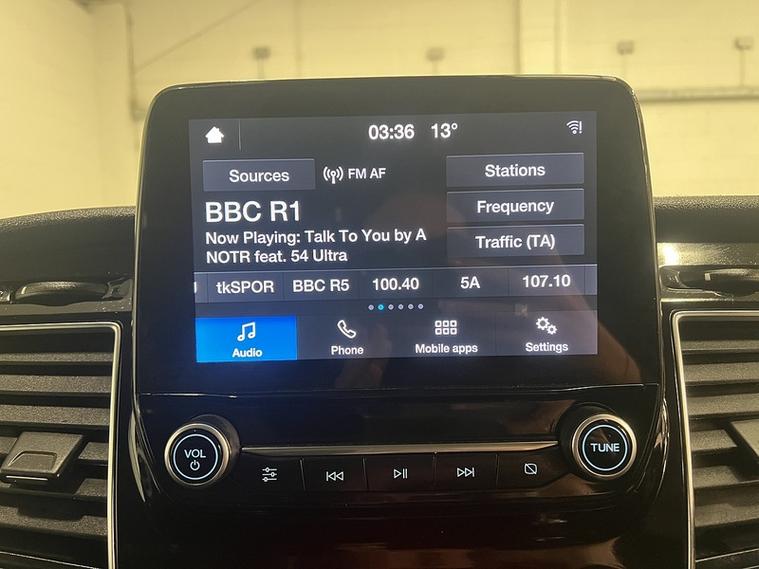 03:36 13°
Sources FM AF Stations
BBC R1
Frequency
Now Playing: Talk To You by A
NOTR feat. 54 Ultra
Traffic (TA)
tkSPOR BBC R5 100.40 5A 107.10
Audio Phone Mobile apps Settings
VOL
TUNE